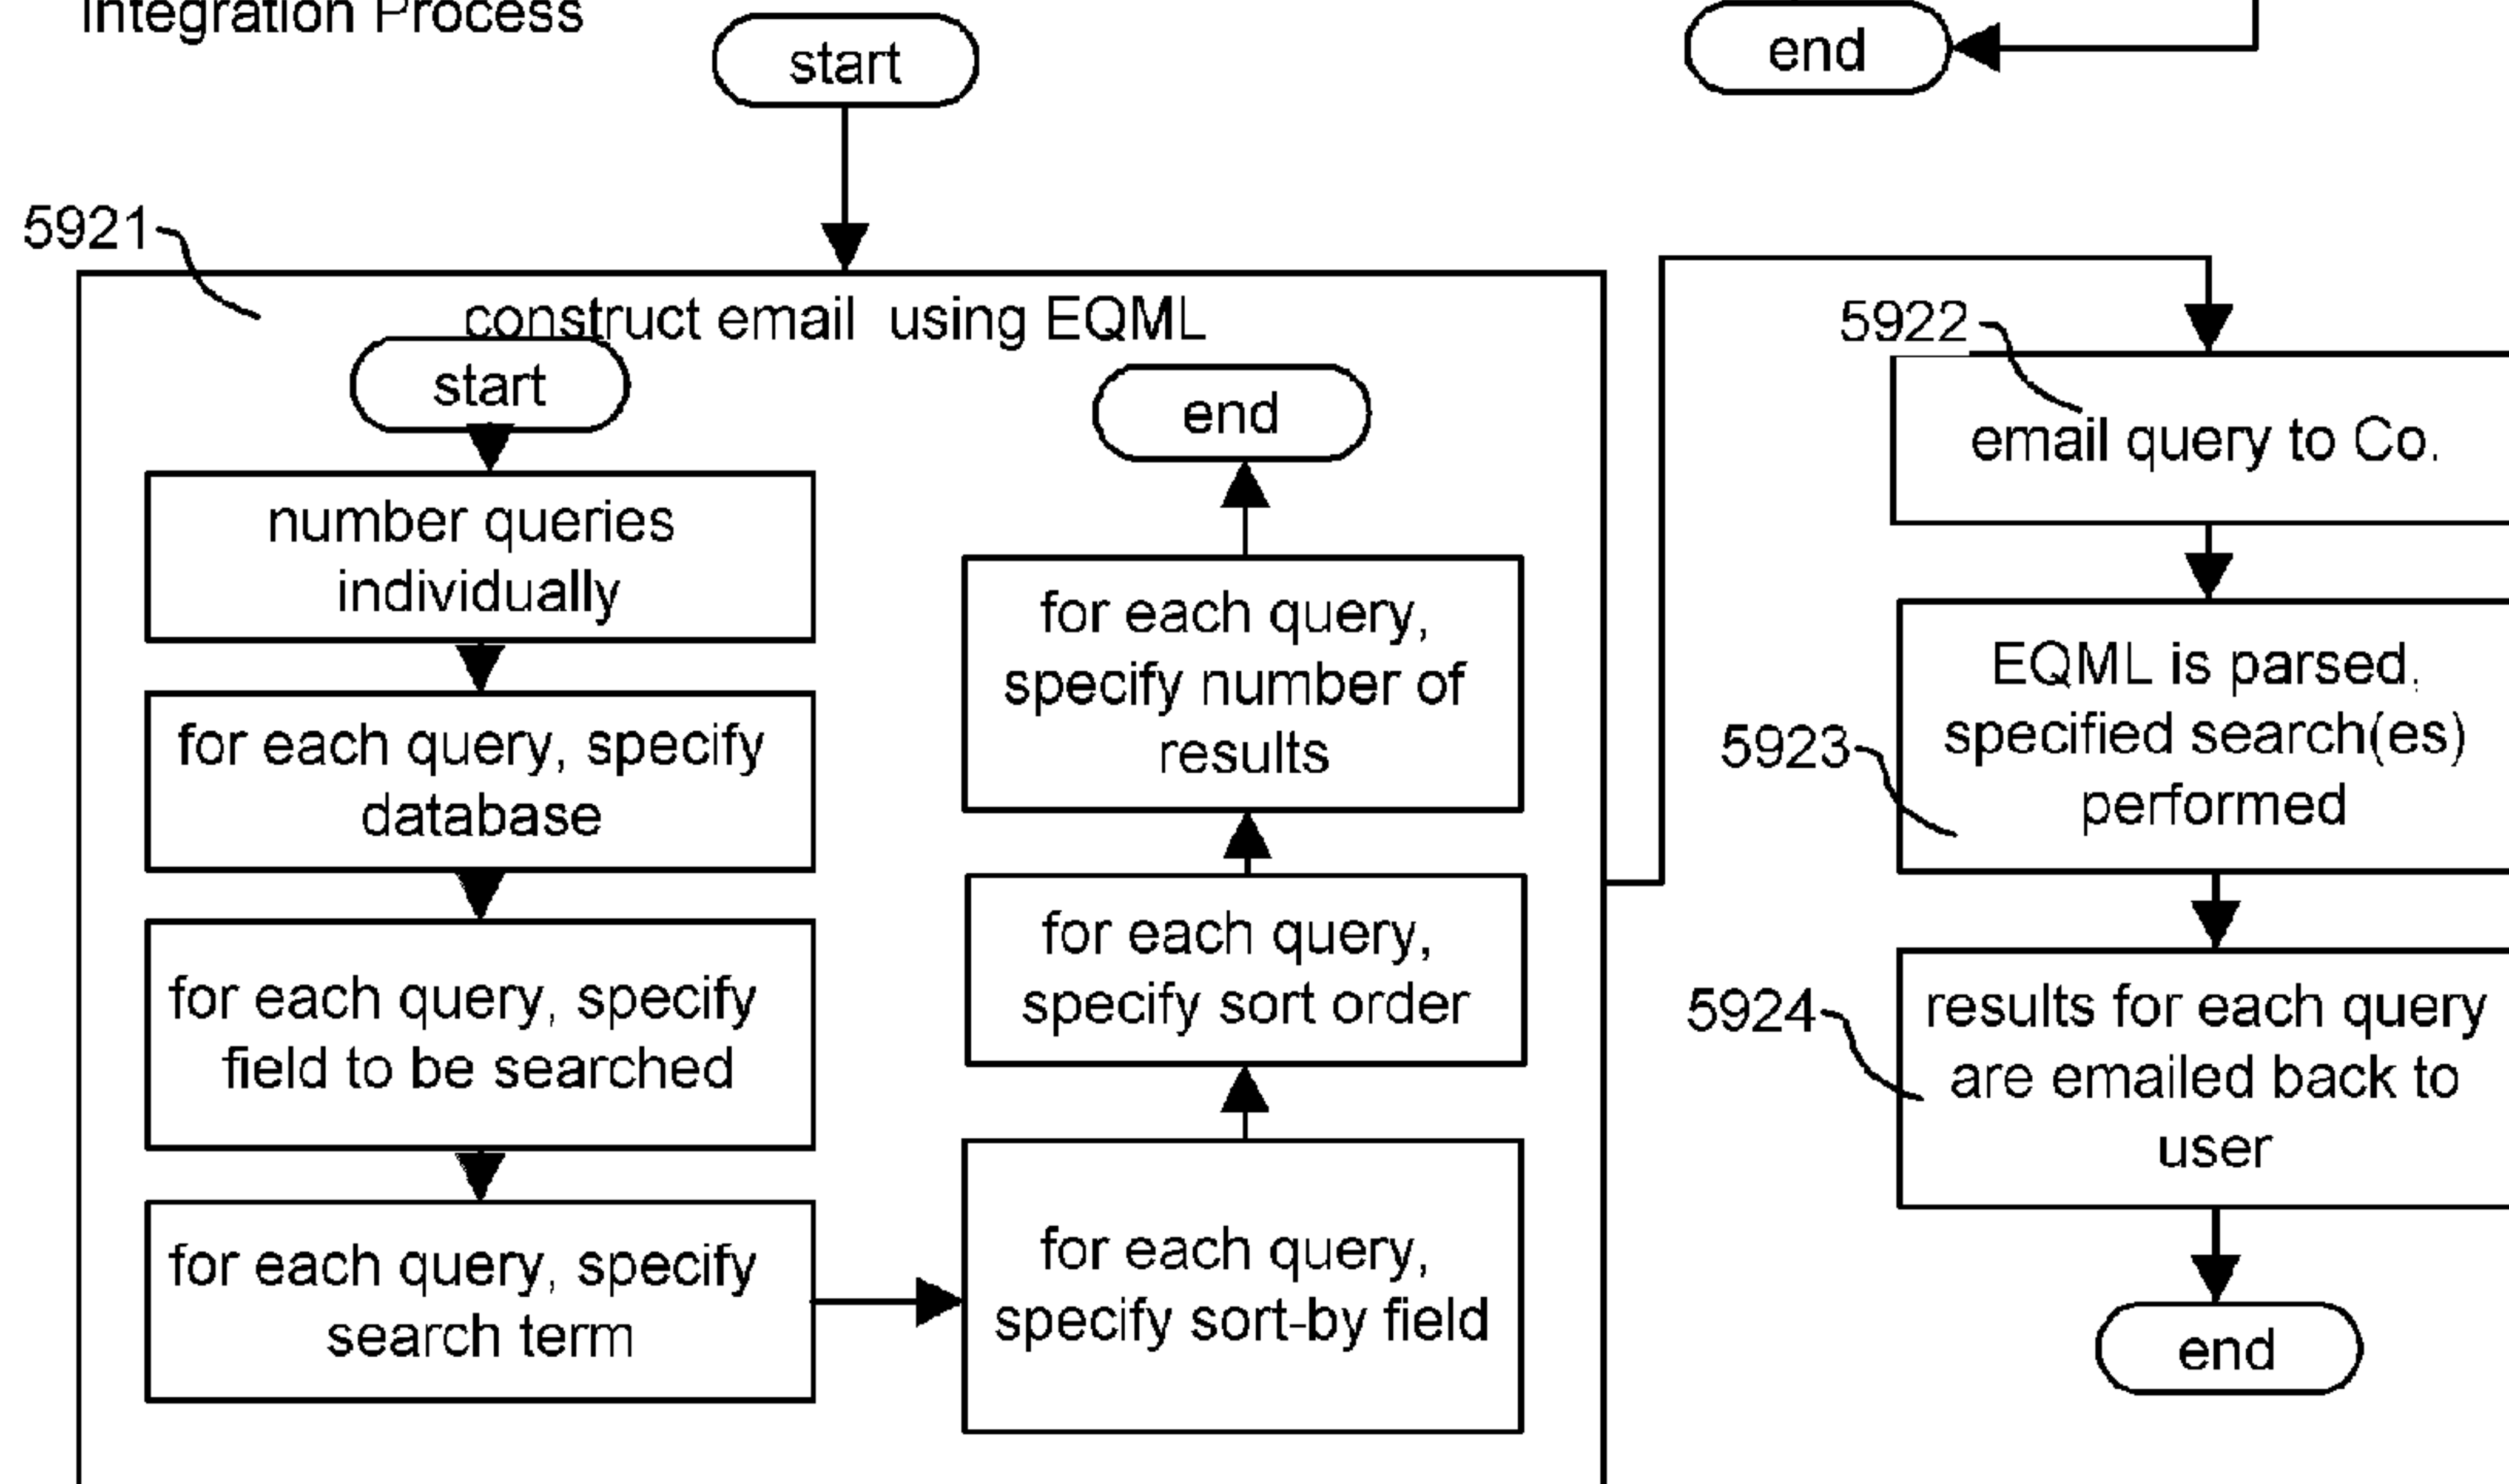 Integration Process
start
end
5921
construct email using EQML
start
number queries
individually
for each query, specify
database
for each query, specify
field to be searched
for each query, specify
search term
end
for each query,
specify number of
results
for each query,
specify sort order
for each query,
specify sort-by field
5922
email query to Co.
5923
EQML is parsed,
specified search(es)
performed
5924
results for each query
are emailed back to
user
end